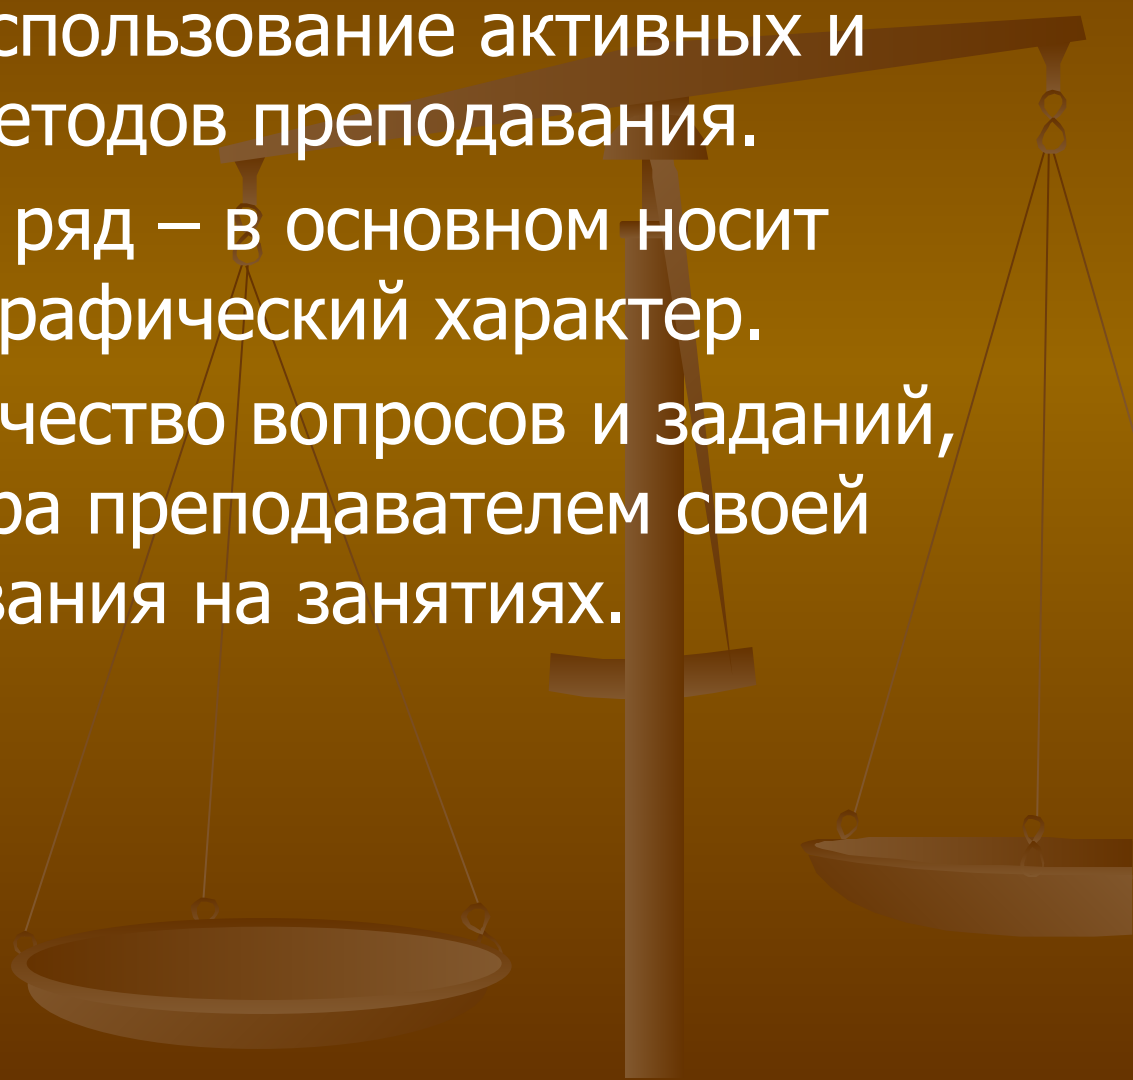 спользование активных и
етодов преподавания.
ряд – в основном носит
рафический характер.
чество вопросов и заданий,
ра преподавателем своей
вания на занятиях.